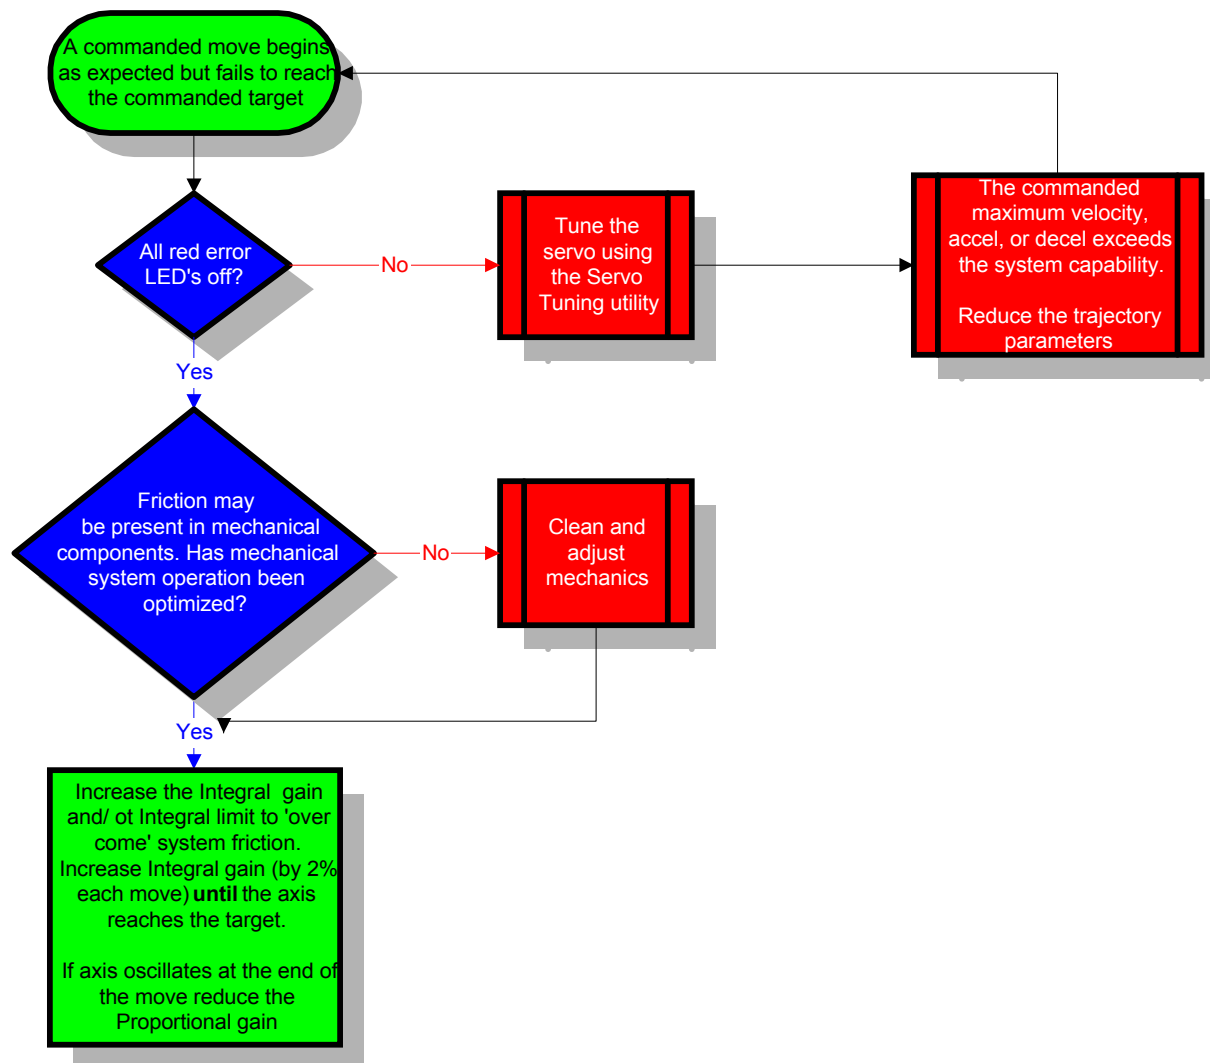 A commanded move begins
as expected but fails to reach
the commanded target
All red error
LED's off?
No
Tune the
servo using
the Servo
Tuning utility
The commanded
maximum velocity,
accel, or decel exceeds
the system capability.
Reduce the trajectory
parameters
Yes
Friction may
be present in mechanical
components. Has mechanical
system operation been
optimized?
No
Clean and
adjust
mechanics
Yes
Increase the Integral gain
and/ ot Integral limit to 'over
come' system friction.
Increase Integral gain (by 2%
each move) until the axis
reaches the target.
If axis oscillates at the end of
the move reduce the
Proportional gain